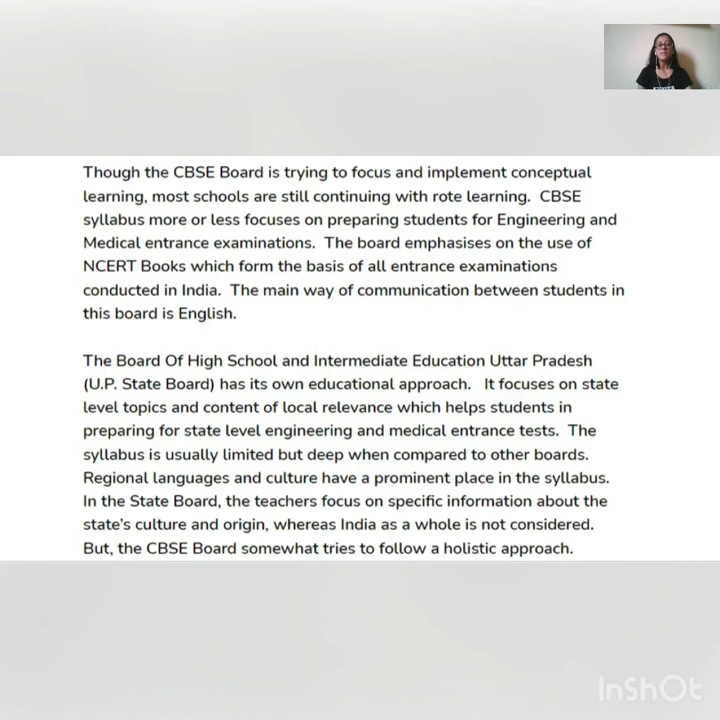 Though the CBSE Board is trying to focus and implement conceptual
learning, most schools are still continuing with rote learning. CBSE
syllabus more or less focuses on preparing students for Engineering and
Medical entrance examinations. The board emphasises on the use of
NCERT Books which form the basis of all entrance examinations
conducted in India. The main way of communication between students in
this board is English.
The Board Of High School and Intermediate Education Uttar Pradesh
(U.P. State Board) has its own educational approach. It focuses on state
level topics and content of local relevance which helps students in
preparing for state level engineering and medical entrance tests. The
syllabus is usually limited but deep when compared to other boards.
Regional languages and culture have a prominent place in the syllabus.
In the State Board, the teachers focus on specific information about the
state's culture and origin, whereas India as a whole is not considered.
But, the CBSE Board somewhat tries to follow a holistic approach.
InShOt